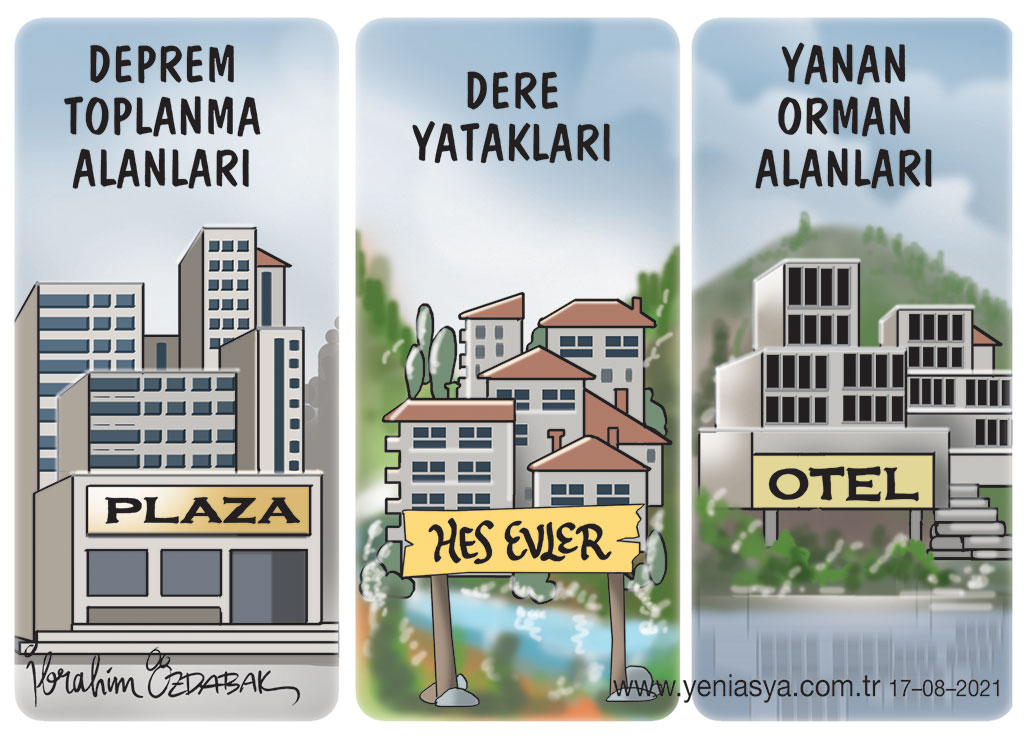 DEPREM
TOPLANMA
ALANLARI
PLAZA
İbrahim ÖZDABAK
DERE
YATAKLARI
HES EVLER
YANAN
ORMAN
ALANLARI
OTEL
www.yeniasya.com.tr 17-08-2021